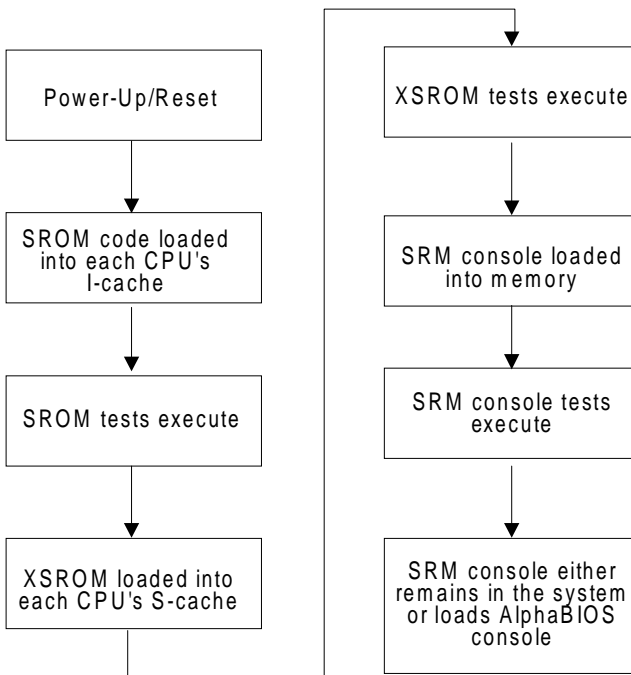 Power-Up/Reset
SROM code loaded
into each CPU's
I-cache
SROM tests execute
XSROM loaded into
each CPU's S-cache
XSROM tests execute
SRM console loaded
into memory
SRM console tests
execute
SRM console either
remains in the system
or loads AlphaBIOS
console